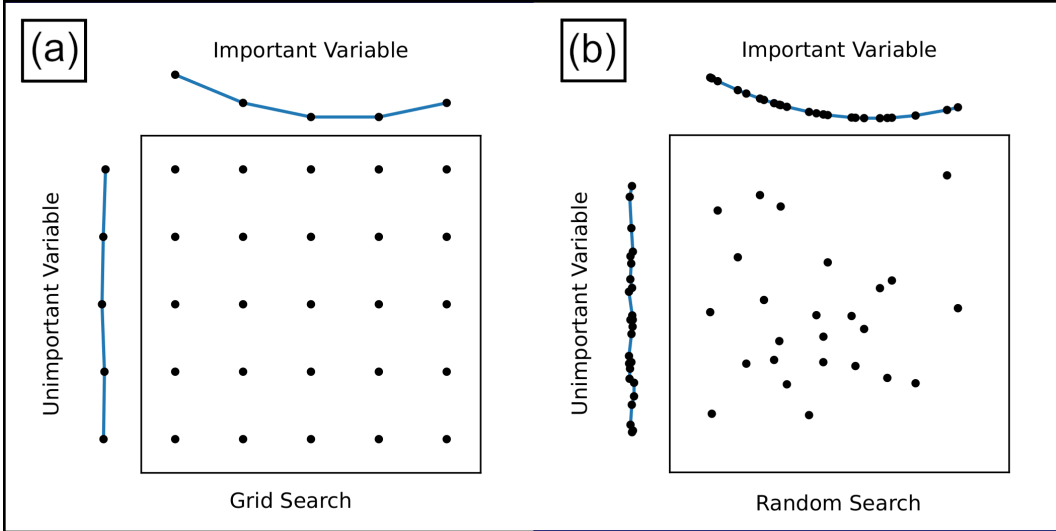 (a)
Important Variable
Unimportant Variable
Grid Search
(b)
Important Variable
Unimportant Variable
Random Search